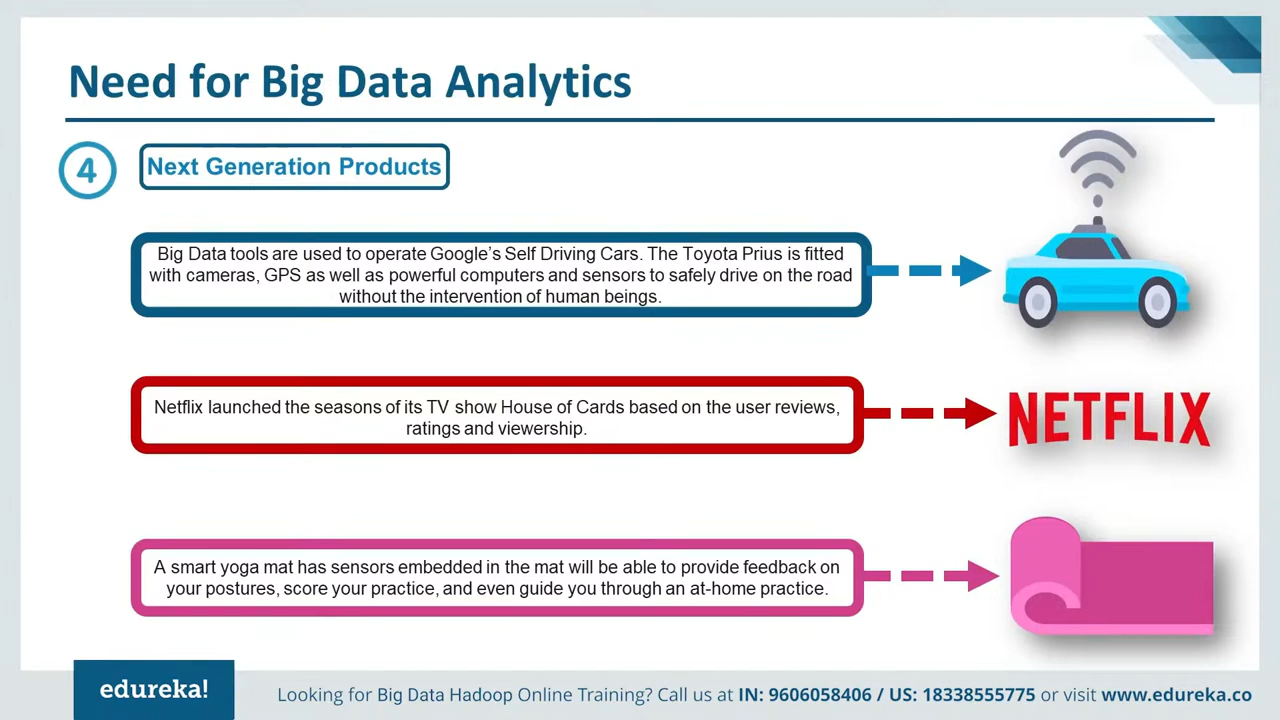 Need for Big Data Analytics
4
Next Generation Products
Big Data tools are used to operate Google’s Self Driving Cars. The Toyota Prius is fitted
with cameras, GPS as well as powerful computers and sensors to safely drive on the road
without the intervention of human beings.
Netflix launched the seasons of its TV show House of Cards based on the user reviews,
ratings and viewership.
NETFLIX
A smart yoga mat has sensors embedded in the mat will be able to provide feedback on
your postures, score your practice, and even guide you through an at-home practice.
edureka!
Looking for Big Data Hadoop Online Training? Call us at IN: 9606058406 / US: 18338555775 or visit www.edureka.co